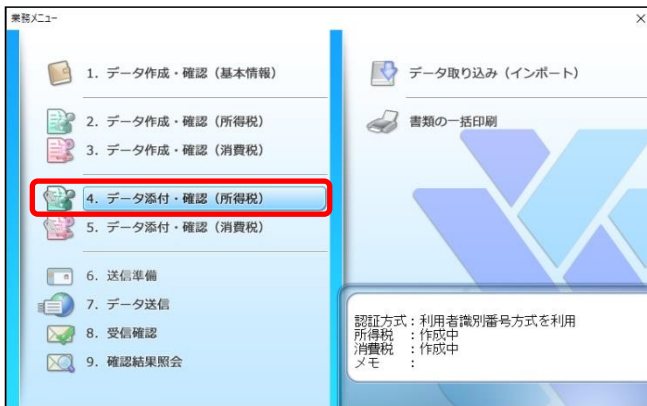 業務メニュー
1. データ作成・確認（基本情報）
2. データ作成・確認（所得税）
3. データ作成・確認（消費税）
4. データ添付・確認（所得税）
5. データ添付・確認（消費税）
6. 送信準備
7. データ送信
8. 受信確認
9. 確認結果照会
データ取り込み（インポート）
書類の一括印刷
認証方式：利用者識別番号方式を利用
所得税 ：作成中
消費税 ：作成中
メモ ：